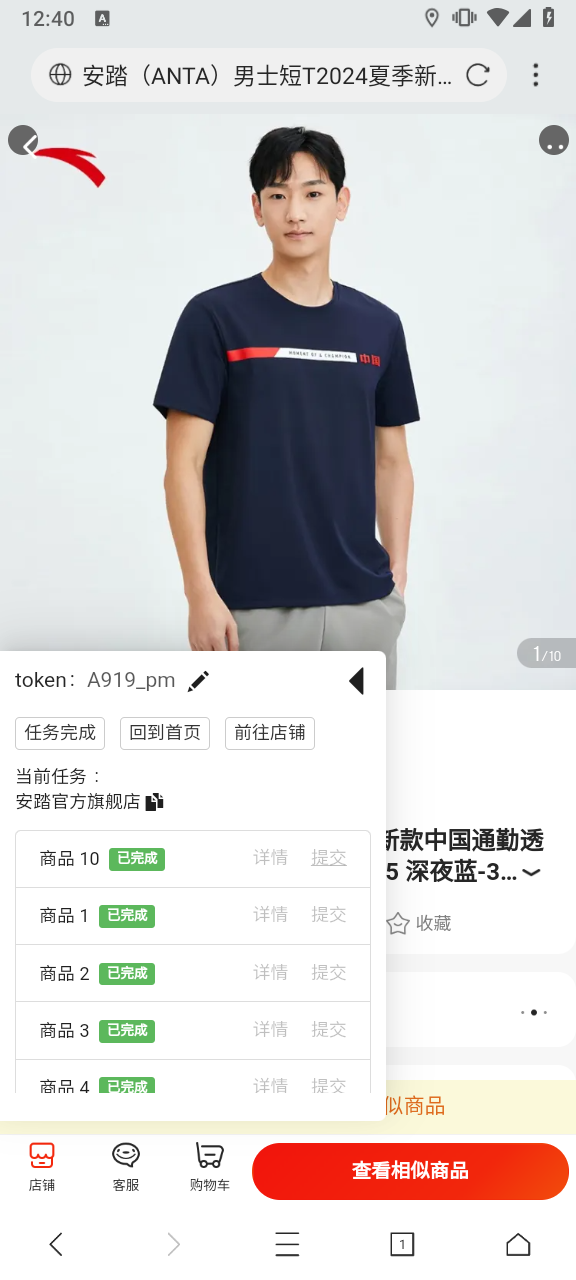 12:40
A
安踏（ANTA）男士短T2024夏季新...
MOMENT OF A CHAMPION 中国
1/10
token: A919_pm
任务完成 回到首页 前往店铺
当前任务：
安踏官方旗舰店
商品 10 已完成 详情 提交
商品 1 已完成 详情 提交
商品 2 已完成 详情 提交
商品 3 已完成 详情 提交
商品 4 已完成 详情 提交
新款中国通勤透
5 深夜蓝-3...
收藏
似商品
店铺 客服 购物车 查看相似商品
1